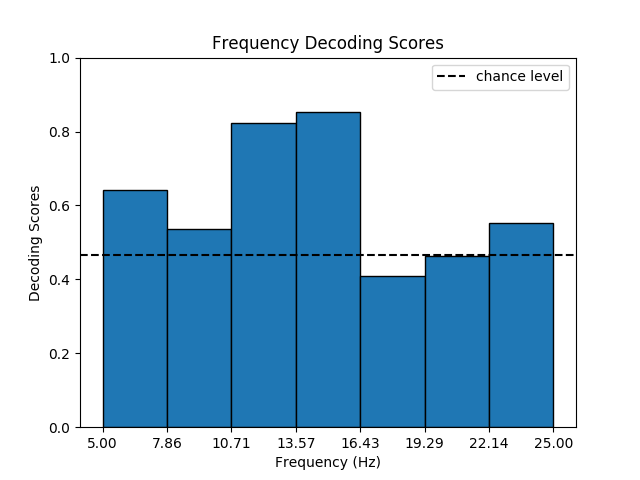 Frequency Decoding Scores
chance level
Decoding Scores
1.0
0.8
0.6
0.4
0.2
0.0
5.00 7.86 10.71 13.57 16.43 19.29 22.14 25.00
Frequency (Hz)